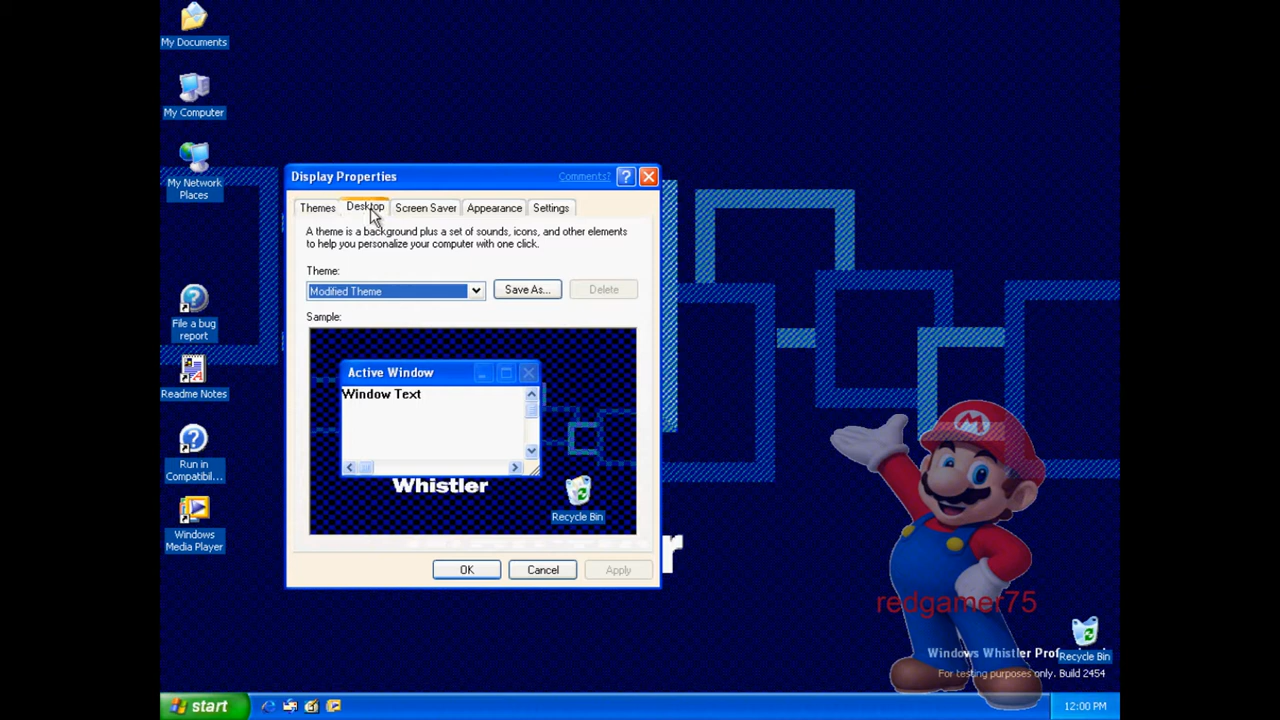 My Documents
My Computer
My Network
Places
File a bug
report
Readme Notes
Run in
Compatibil...
Windows
Media Player
Display Properties
Comments?
Themes
Desktop
Screen Saver
Appearance
Settings
A theme is a background plus a set of sounds, icons, and other elements
to help you personalize your computer with one click.
Theme:
Modified Theme
Save As...
Delete
Sample:
Active Window
Window Text
Whistler
Recycle Bin
OK
Cancel
Apply
r
M
redgamer75
Windows Whistler Prof
Recycle Bin
For testing purposes only. Build 2454
start
12:00 PM